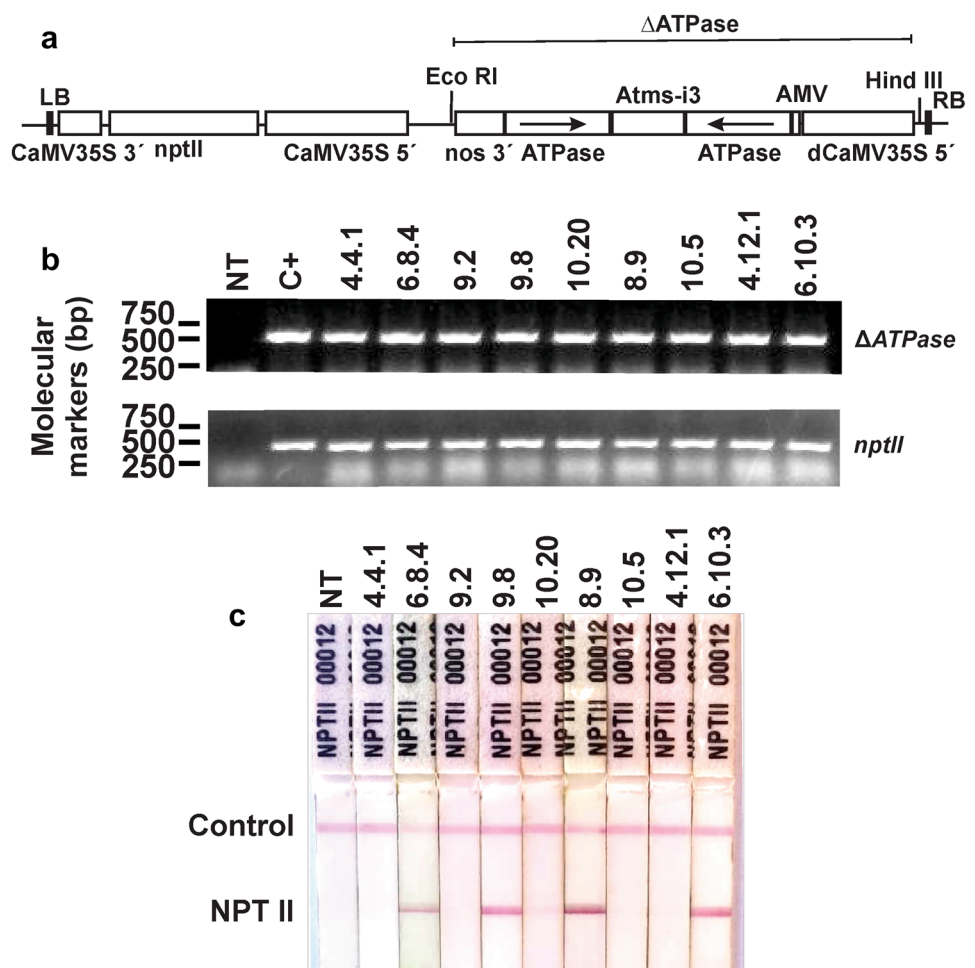 a
ΔATPase
Eco RI
Hind III
LB
Atms-i3
AMV
RB
CaMV35S 3´ nptII CaMV35S 5´ nos 3´ ATPase ATPase dCaMV35S 5´
b
NT C+ 4.4.1 6.8.4 9.2 9.8 10.20 8.9 10.5 4.12.1 6.10.3
Molecular
markers (bp)
750
500
250
ΔATPase
750
500
250
nptII
c
NT 4.4.1 6.8.4 9.2 9.8 10.20 8.9 10.5 4.12.1 6.10.3
NPTII 00012
NPTII 00012
NPTII 00012
NPTII 00012
NPTII 00012
NPTII 00012
NPTII 00012
NPTII 00012
NPTII 00012
NPTII 00012
NPTII 00012
Control
NPT II